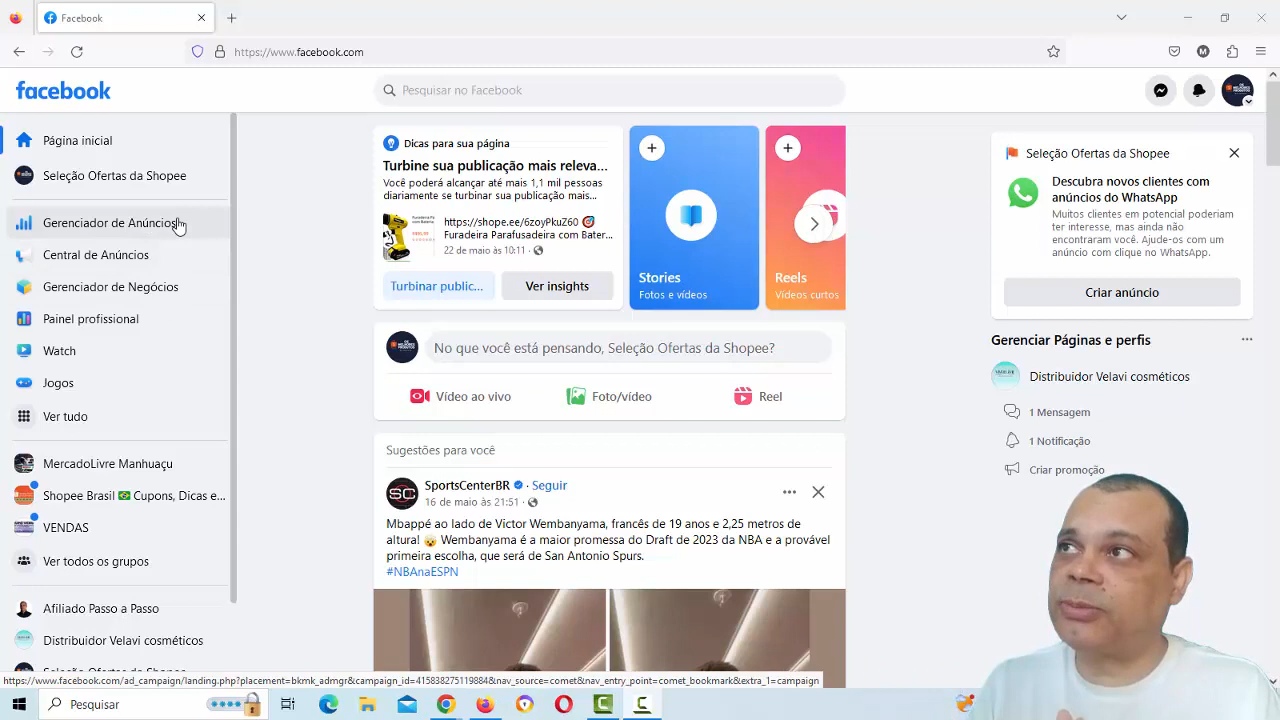 Facebook
https://www.facebook.com
M
facebook
Pesquisar no Facebook
Página inicial
Seleção Ofertas da Shopee
Gerenciador de Anúncios
Central de Anúncios
Gerenciador de Negócios
Painel profissional
Watch
Jogos
Ver tudo
MercadoLivre Manhuaçu
Shopee Brasil 🇧🇷 Cupons, Dicas e...
VENDAS
Ver todos os grupos
Afiliado Passo a Passo
Distribuidor Velavi cosméticos
Seleção Ofertas da Shopee
Dicas para sua página
Turbine sua publicação mais releva...
Você poderá alcançar até mais 1,1 mil pessoas
diariamente se turbinar sua publicaçã...
https://shope.ee/6zoyPkuZ60 🎯
Furadeira Parafusadeira com Bater...
22 de maio às 10:11 ·
Turbinar public...
Ver insights
Stories
Fotos e vídeos
Reels
Vídeos curtos
No que você está pensando, Seleção Ofertas da Shopee?
Vídeo ao vivo
Foto/vídeo
Reel
Sugestões para você
SC
SportsCenterBR · Seguir
16 de maio às 21:51 ·
Mbappé ao lado de Victor Wembanyama, francês de 19 anos e 2,25 metros de
altura! 😲 Wembanyama é a maior promessa do Draft de 2023 da NBA e a provável
primeira escolha, que será de San Antonio Spurs.
#NBAnaESPN
Seleção Ofertas da Shopee
Descubra novos clientes com
anúncios do WhatsApp
Muitos clientes em potencial poderiam
ter interesse, mas ainda não
encontraram você. Ajude-os com um
anúncio com clique no WhatsApp.
Criar anúncio
Gerenciar Páginas e perfis
Distribuidor Velavi cosméticos
1 Mensagem
1 Notificação
Criar promoção
https://www.facebook.com/ad_campaign/landing.php?placement=bkmk_admgr&campaign_id=415838275119884&nav_source=comet&nav_entry_point=comet_bookmark&extra_1=campaign
Pesquisar